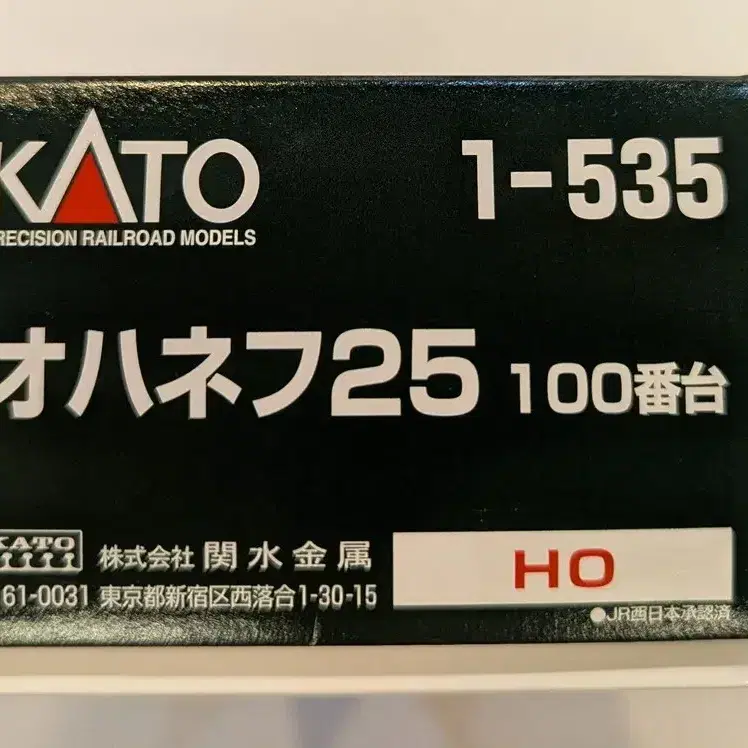 KATO 1-535
RECISION RAILROAD MODELS
オハネフ25 100番台
KATO 株式会社 関水金属 HO
61-0031 東京都新宿区西落合1-30-15
●JR西日本承認済